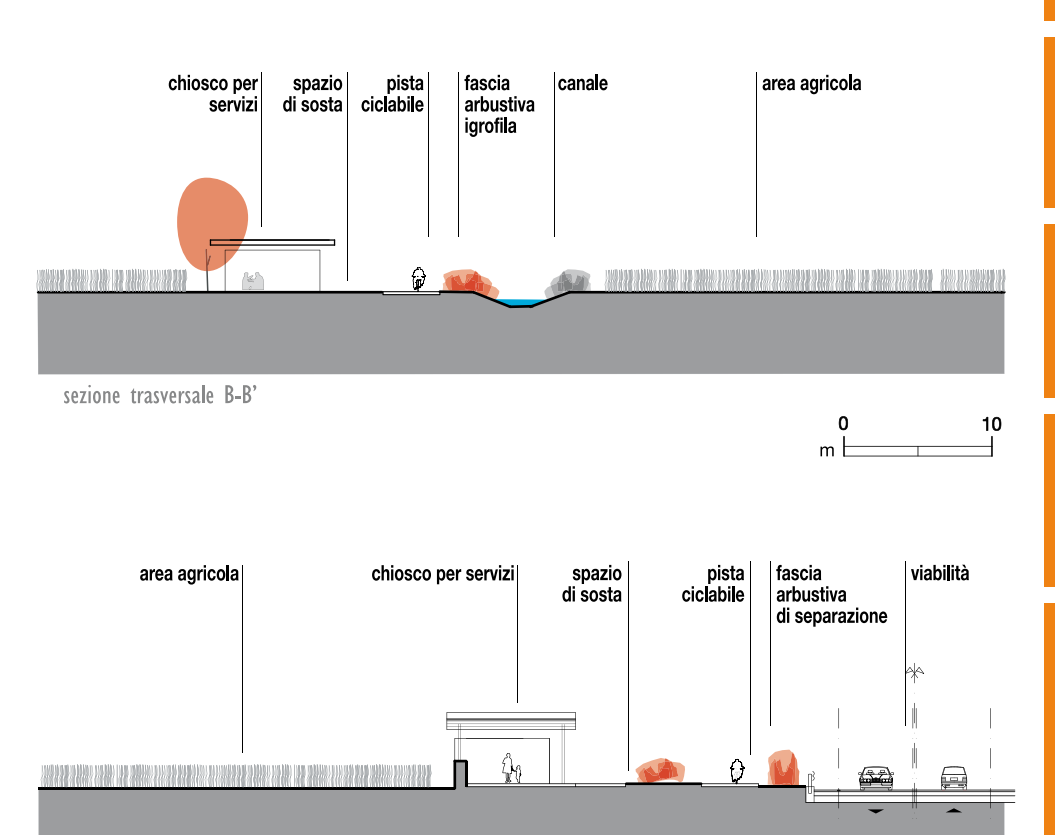 chiosco per
servizi
spazio
di sosta
pista
ciclabile
fascia
arbustiva
igrofila
canale
area agricola
sezione trasversale B-B'
0 10
m
area agricola
chiosco per servizi
spazio
di sosta
pista
ciclabile
fascia
arbustiva
di separazione
viabilità